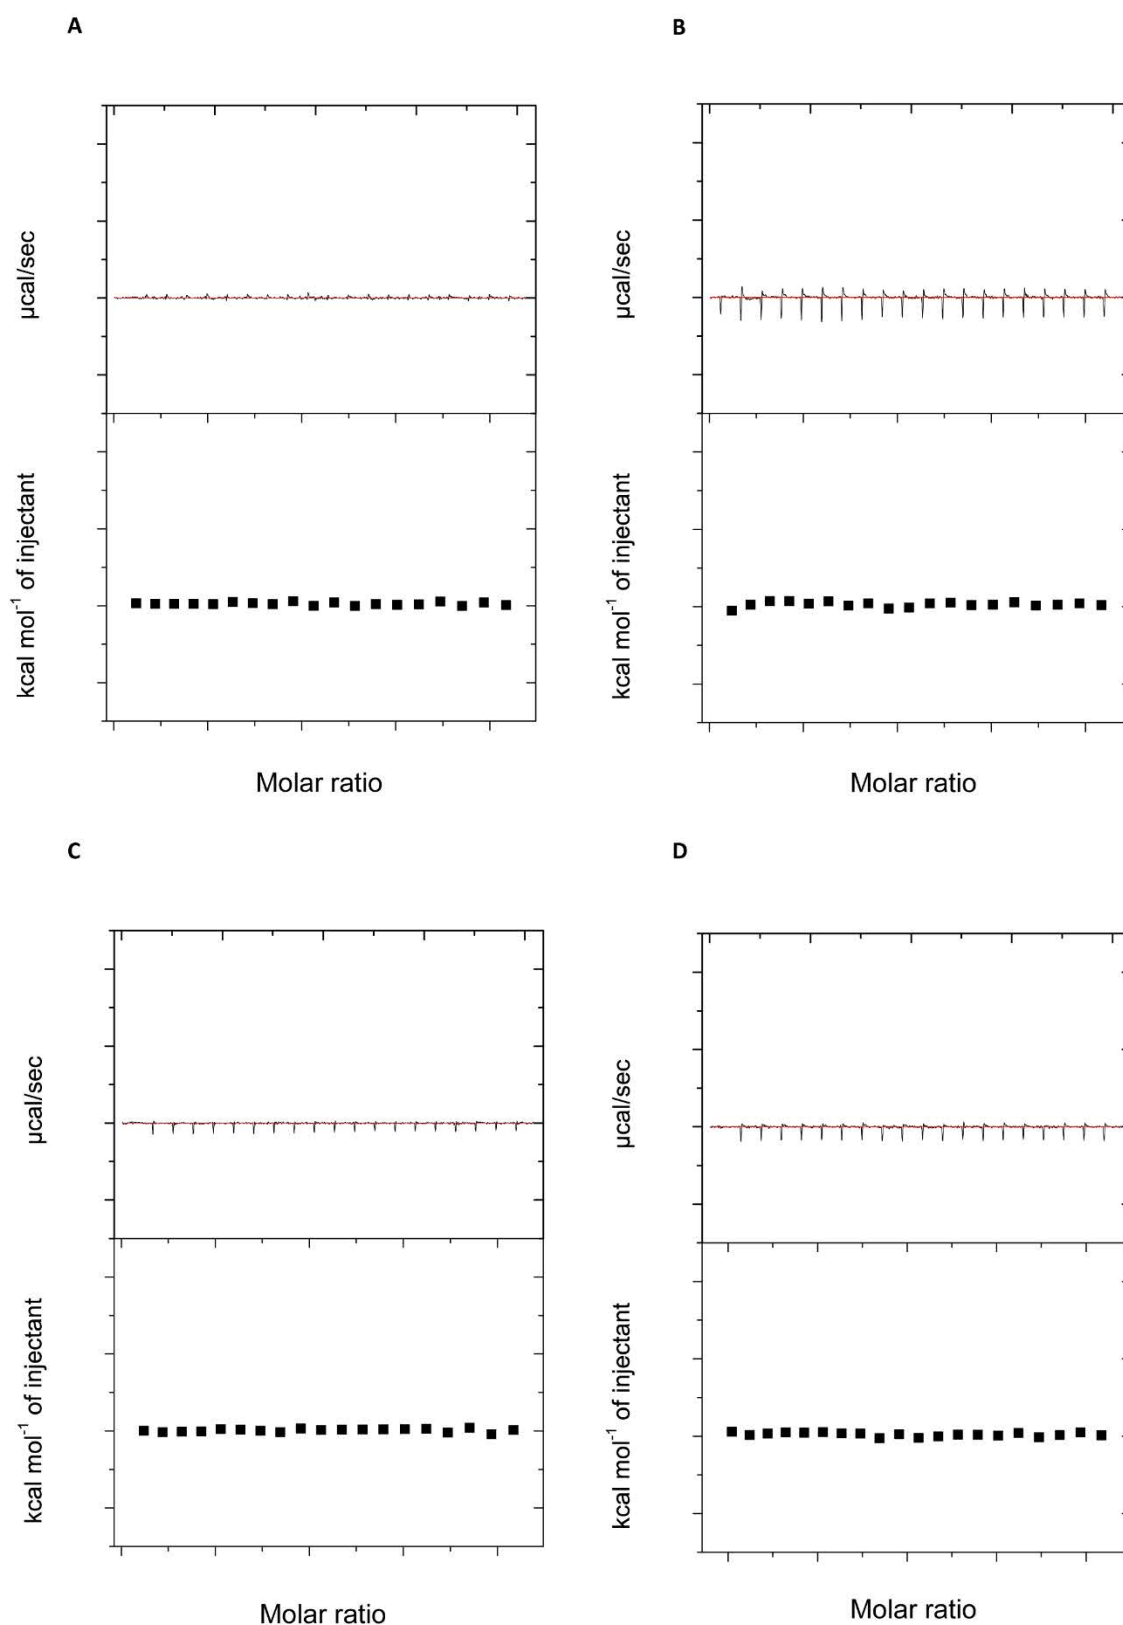 A
B
µcal/sec
µcal/sec
kcal mol⁻¹ of injectant
kcal mol⁻¹ of injectant
Molar ratio
Molar ratio
C
D
µcal/sec
µcal/sec
kcal mol⁻¹ of injectant
kcal mol⁻¹ of injectant
Molar ratio
Molar ratio